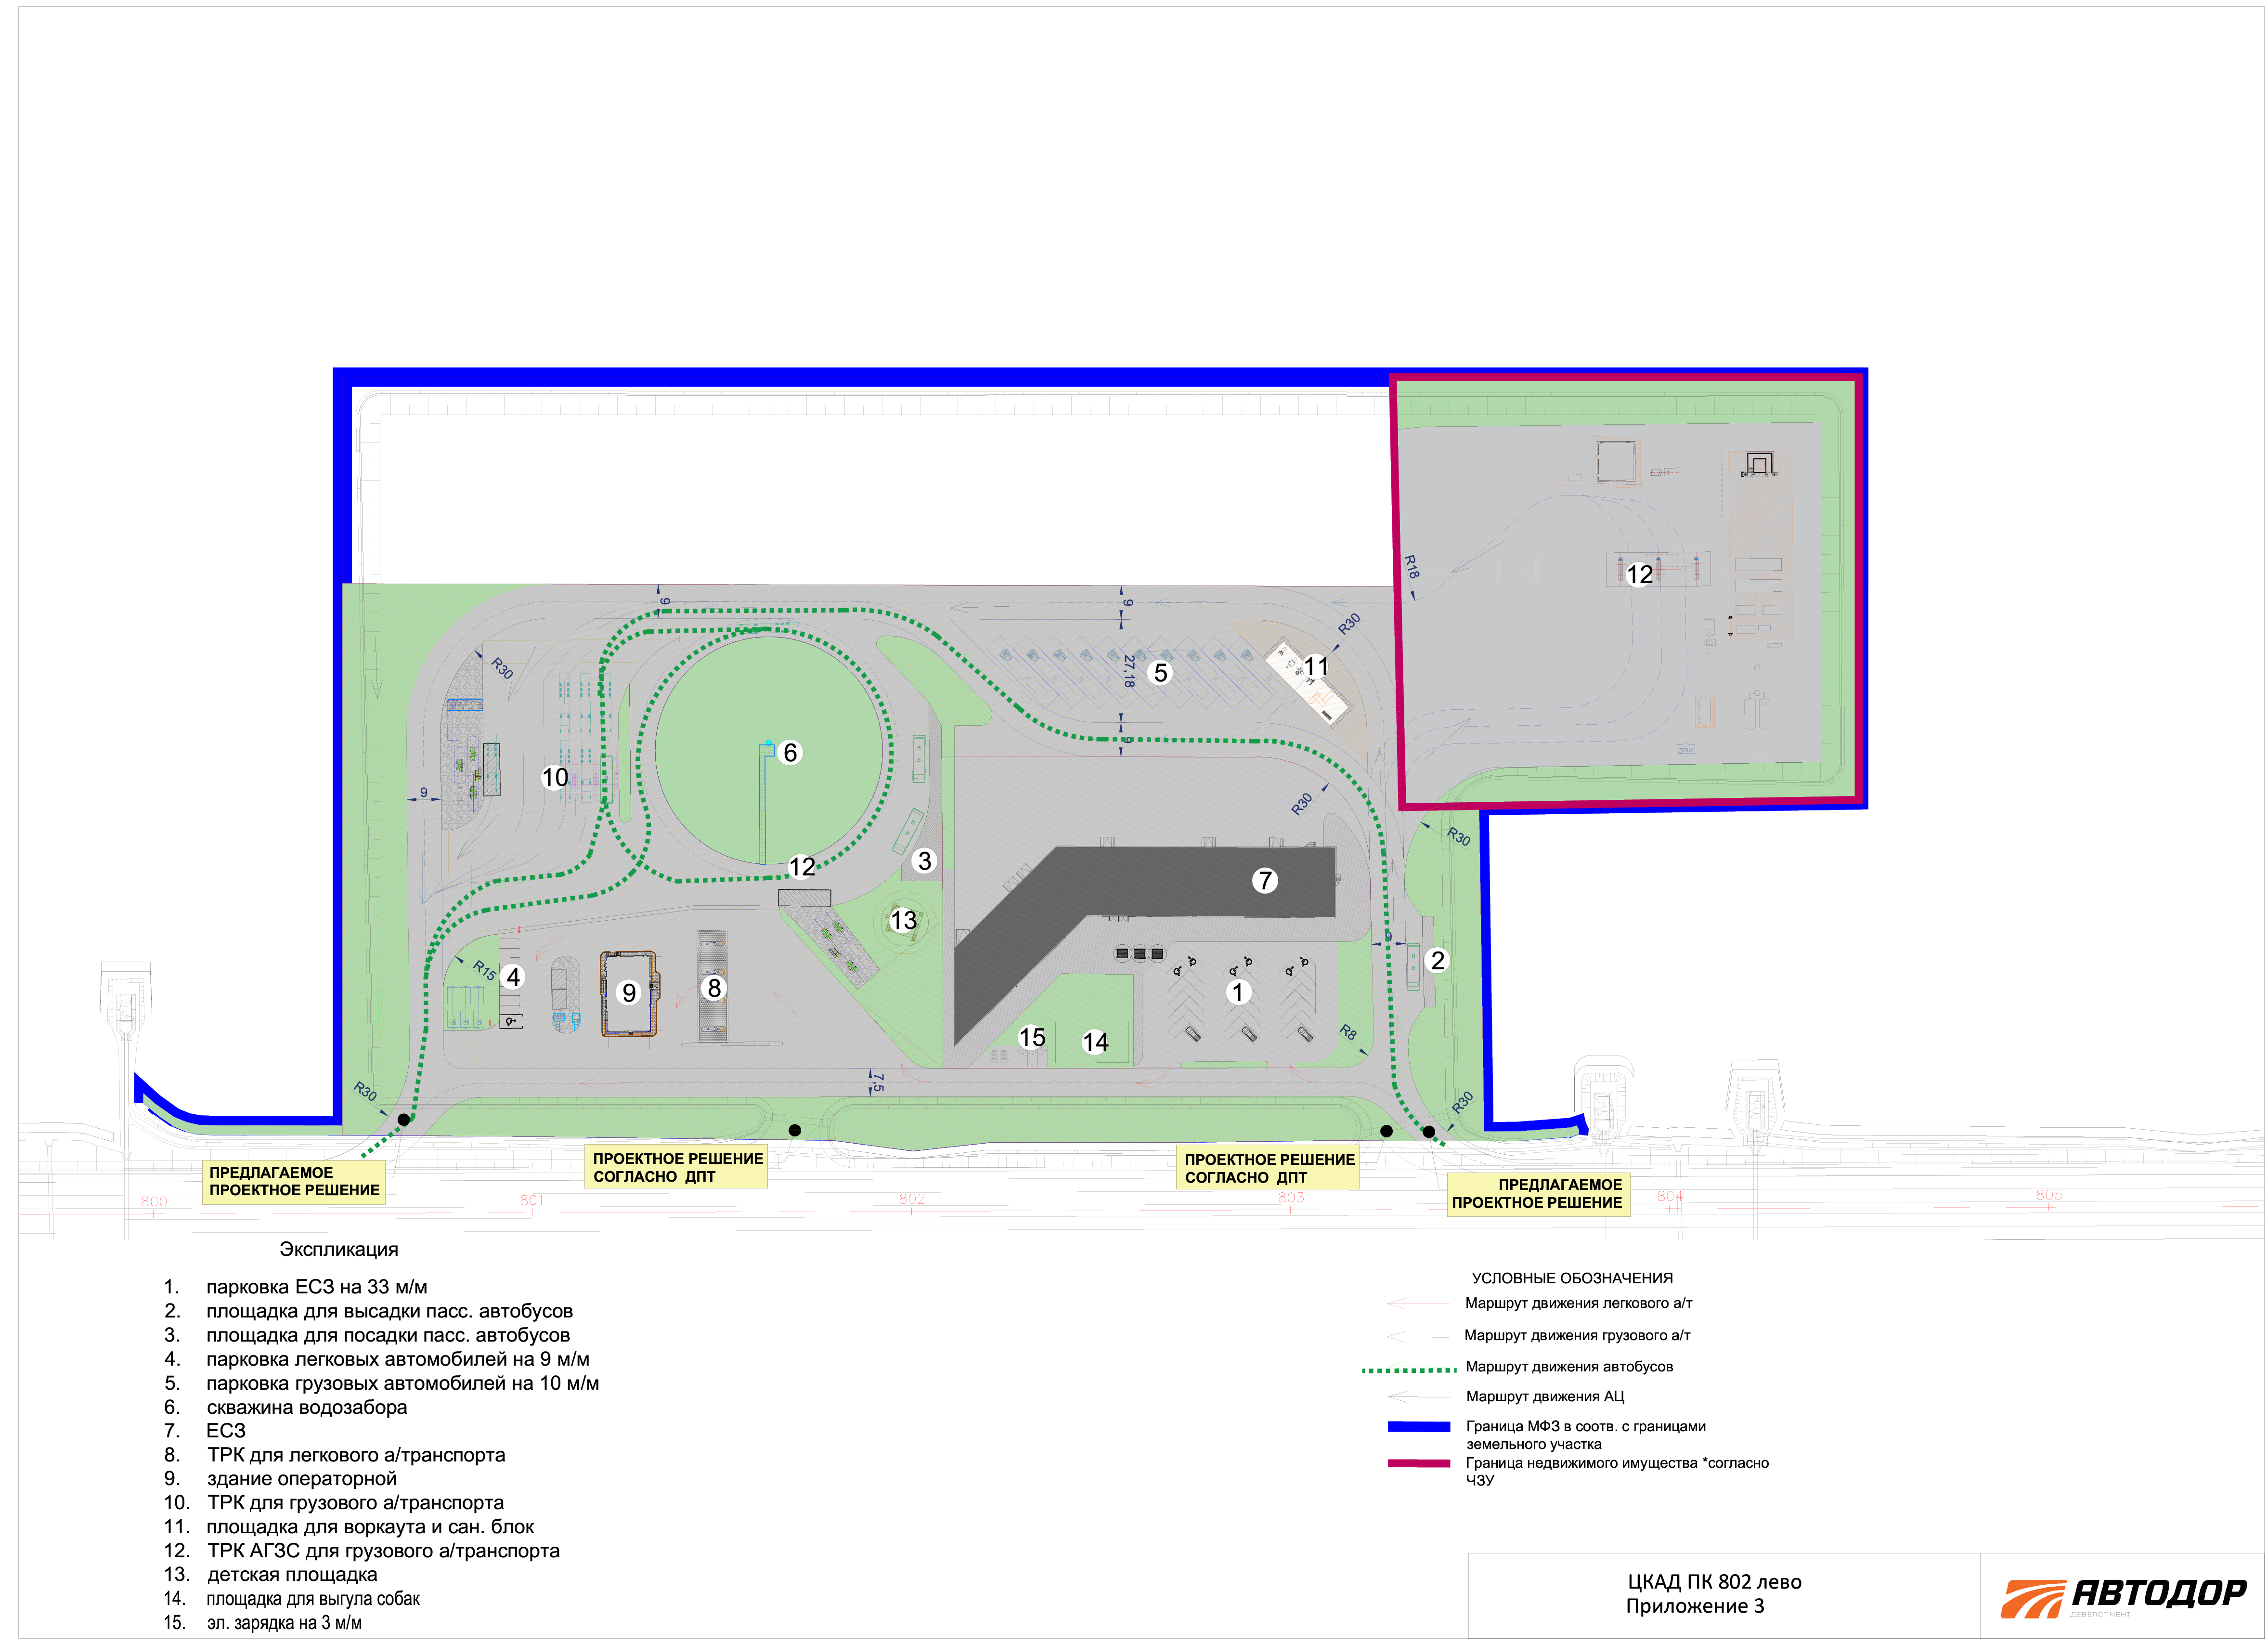 R18
12
9
9
R30
R30
27,18
5
11
6
10
9
9
R30
R30
12
3
7
13
9
2
R15
4
9
8
1
15
14
R8
7,5
R30
R30
ПРЕДЛАГАЕМОЕ
ПРОЕКТНОЕ РЕШЕНИЕ
ПРОЕКТНОЕ РЕШЕНИЕ
СОГЛАСНО ДПТ
ПРОЕКТНОЕ РЕШЕНИЕ
СОГЛАСНО ДПТ
ПРЕДЛАГАЕМОЕ
ПРОЕКТНОЕ РЕШЕНИЕ
800
801
802
803
804
805
Экспликация
1. парковка ЕСЗ на 33 м/м
2. площадка для высадки пасс. автобусов
3. площадка для посадки пасс. автобусов
4. парковка легковых автомобилей на 9 м/м
5. парковка грузовых автомобилей на 10 м/м
6. скважина водозабора
7. ЕСЗ
8. ТРК для легкового а/транспорта
9. здание операторной
10. ТРК для грузового а/транспорта
11. площадка для воркаута и сан. блок
12. ТРК АГЗС для грузового а/транспорта
13. детская площадка
14. площадка для выгула собак
15. эл. зарядка на 3 м/м
УСЛОВНЫЕ ОБОЗНАЧЕНИЯ
Маршрут движения легкового а/т
Маршрут движения грузового а/т
Маршрут движения автобусов
Маршрут движения АЦ
Граница МФЗ в соотв. с границами
земельного участка
Граница недвижимого имущества *согласно
ЧЗУ
ЦКАД ПК 802 лево
Приложение 3
АВТОДОР
ДЕВЕЛОПМЕНТ